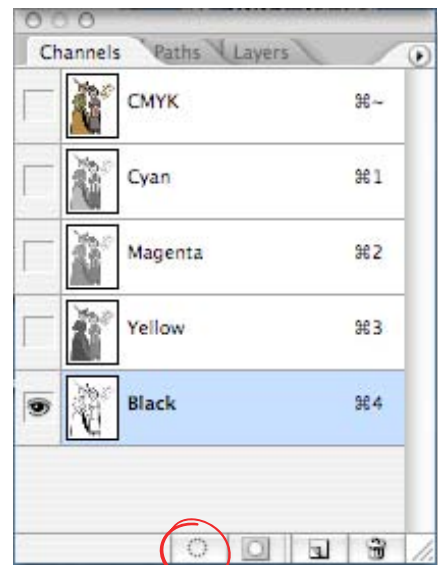 Channels Paths Layers
CMYK ⌘~
Cyan ⌘1
Magenta ⌘2
Yellow ⌘3
Black ⌘4